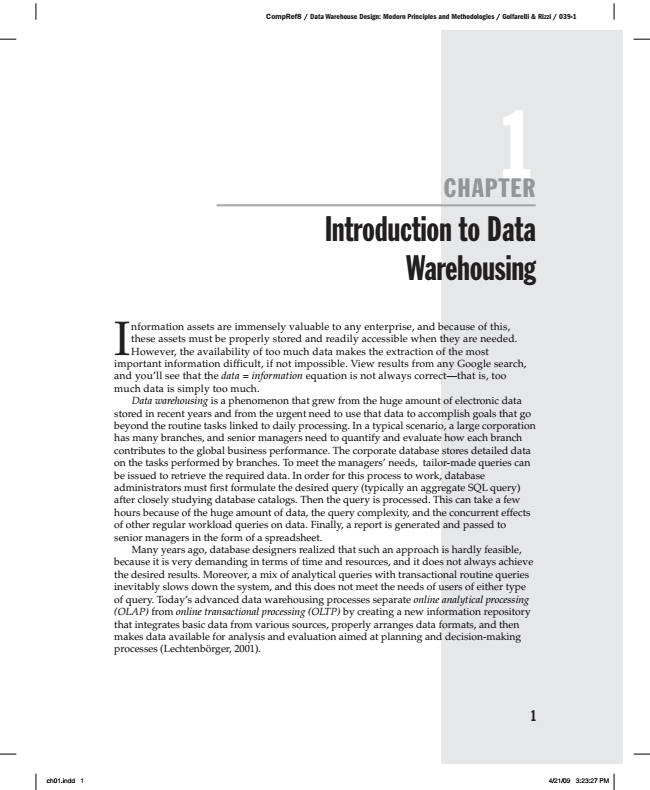 CompRef8 / Data Warehouse Design: Modern Principles and Methodologies / Golfarelli & Rizzi / 039-1
1
CHAPTER
Introduction to Data
Warehousing
Information assets are immensely valuable to any enterprise, and because of this,
these assets must be properly stored and readily accessible when they are needed.
However, the availability of too much data makes the extraction of the most
important information difficult, if not impossible. View results from any Google search,
and you’ll see that the data = information equation is not always correct—that is, too
much data is simply too much.
Data warehousing is a phenomenon that grew from the huge amount of electronic data
stored in recent years and from the urgent need to use that data to accomplish goals that go
beyond the routine tasks linked to daily processing. In a typical scenario, a large corporation
has many branches, and senior managers need to quantify and evaluate how each branch
contributes to the global business performance. The corporate database stores detailed data
on the tasks performed by branches. To meet the managers’ needs, tailor-made queries can
be issued to retrieve the required data. In order for this process to work, database
administrators must first formulate the desired query (typically an aggregate SQL query)
after closely studying database catalogs. Then the query is processed. This can take a few
hours because of the huge amount of data, the query complexity, and the concurrent effects
of other regular workload queries on data. Finally, a report is generated and passed to
senior managers in the form of a spreadsheet.
Many years ago, database designers realized that such an approach is hardly feasible,
because it is very demanding in terms of time and resources, and it does not always achieve
the desired results. Moreover, a mix of analytical queries with transactional routine queries
inevitably slows down the system, and this does not meet the needs of users of either type
of query. Today’s advanced data warehousing processes separate online analytical processing
(OLAP) from online transactional processing (OLTP) by creating a new information repository
that integrates basic data from various sources, properly arranges data formats, and then
makes data available for analysis and evaluation aimed at planning and decision-making
processes (Lechtenbörger, 2001).
1
ch01.indd 1
4/21/09 3:23:27 PM